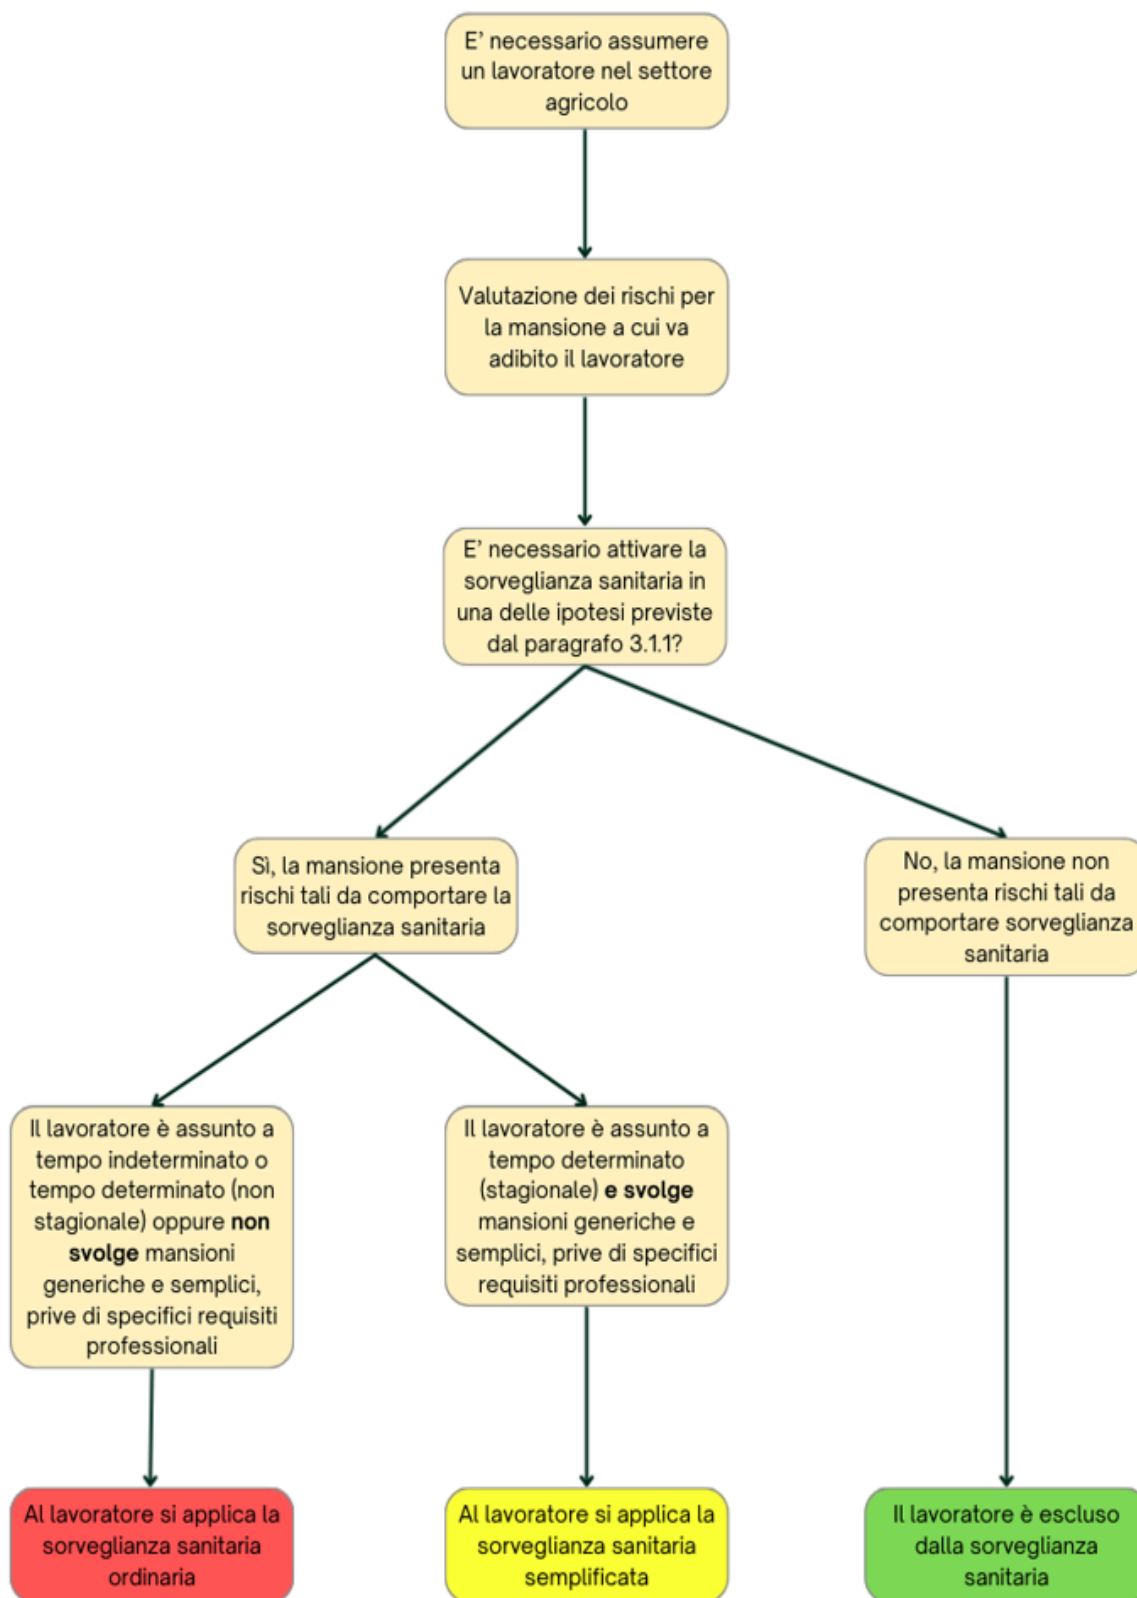 E' necessario assumere
un lavoratore nel settore
agricolo
Valutazione dei rischi per
la mansione a cui va
adibito il lavoratore
E' necessario attivare la
sorveglianza sanitaria in
una delle ipotesi previste
dal paragrafo 3.1.1?
Sì, la mansione presenta
rischi tali da comportare la
sorveglianza sanitaria
No, la mansione non
presenta rischi tali da
comportare sorveglianza
sanitaria
Il lavoratore è assunto a
tempo indeterminato o
tempo determinato (non
stagionale) oppure non
svolge mansioni
generiche e semplici,
prive di specifici requisiti
professionali
Il lavoratore è assunto a
tempo determinato
(stagionale) e svolge
mansioni generiche e
semplici, prive di specifici
requisiti professionali
Al lavoratore si applica la
sorveglianza sanitaria
ordinaria
Al lavoratore si applica la
sorveglianza sanitaria
semplificata
Il lavoratore è escluso
dalla sorveglianza
sanitaria